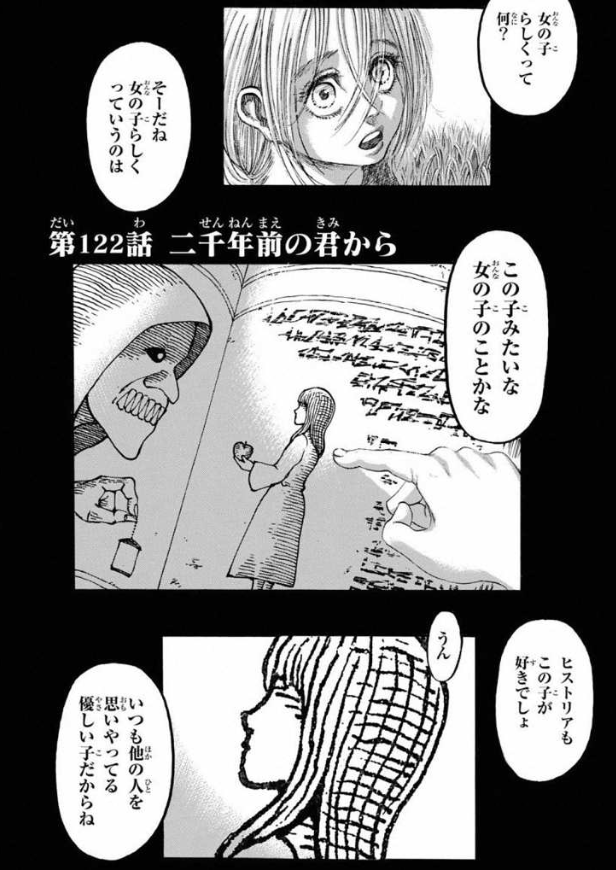 女の子
らしくって
何?
そーだね
女の子らしく
っていうのは
第122話 二千年前の君から
この子みたいな
女の子のことかな
ヒストリアも
この子が
好きでしょ
うん
いつも他の人を
思いやってる
優しい子だからね